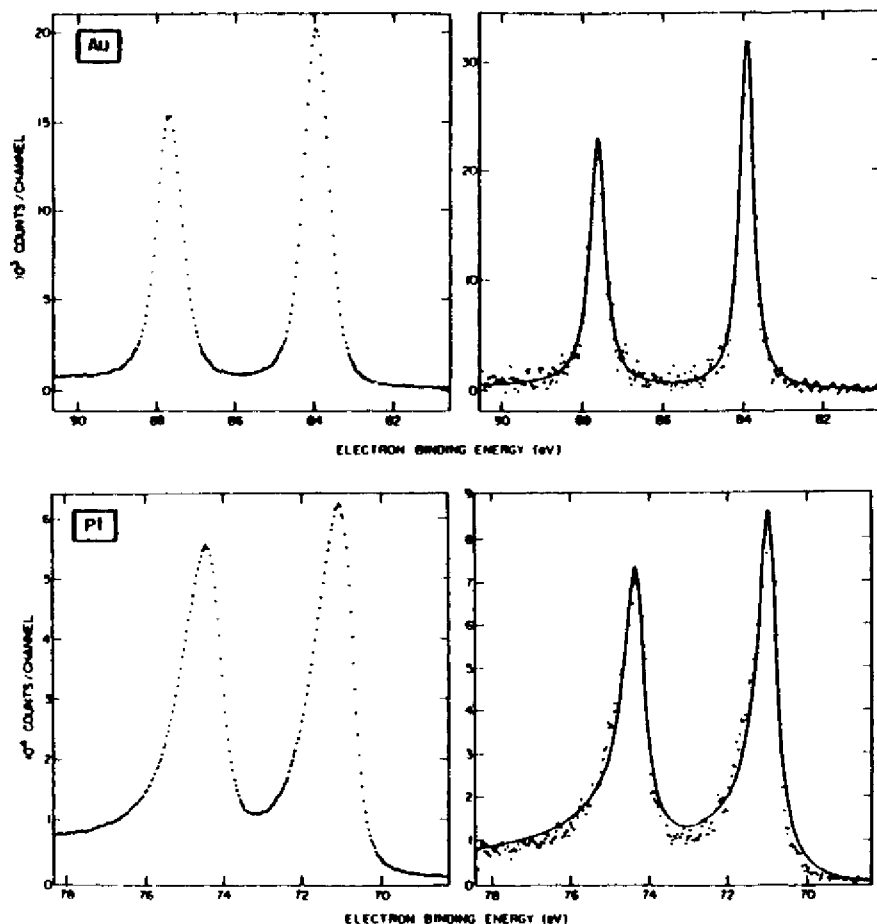 Au
20
15
10
5
0
10³ COUNTS/CHANNEL
90 88 86 84 82
30
20
10
0
90 88 86 84 82
ELECTRON BINDING ENERGY (eV)
Pt
6
5
4
3
2
1
0
10⁴ COUNTS/CHANNEL
78 76 74 72 70
9
8
7
6
5
4
3
2
1
0
78 76 74 72 70
ELECTRON BINDING ENERGY (eV)